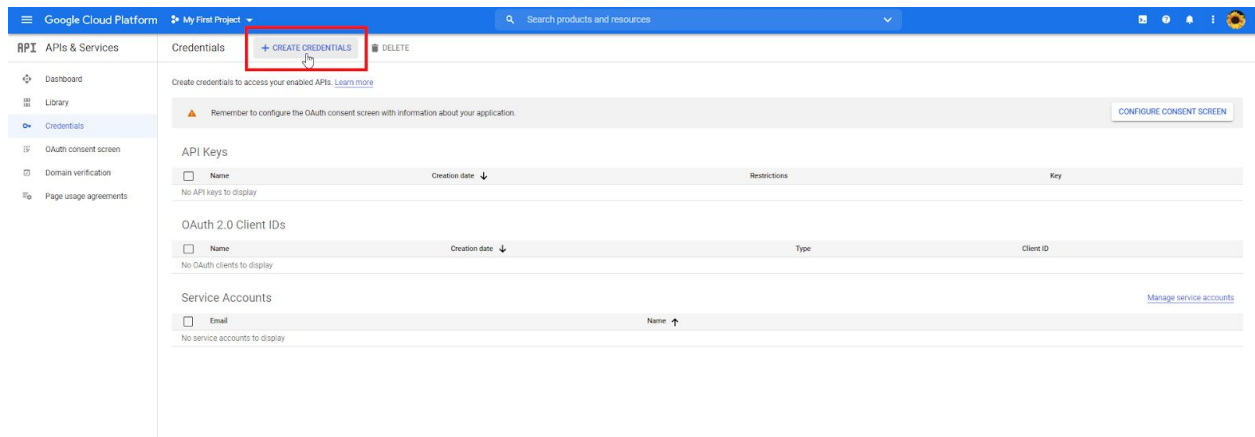 Google Cloud Platform My First Project Search products and resources
API APIs & Services Credentials + CREATE CREDENTIALS DELETE
Dashboard
Library
Credentials
OAuth consent screen
Domain verification
Page usage agreements
Create credentials to access your enabled APIs. Learn more
Remember to configure the OAuth consent screen with information about your application. CONFIGURE CONSENT SCREEN
API Keys
Name Creation date Restrictions Key
No API keys to display
OAuth 2.0 Client IDs
Name Creation date Type Client ID
No OAuth clients to display
Service Accounts Manage service accounts
Email Name
No service accounts to display